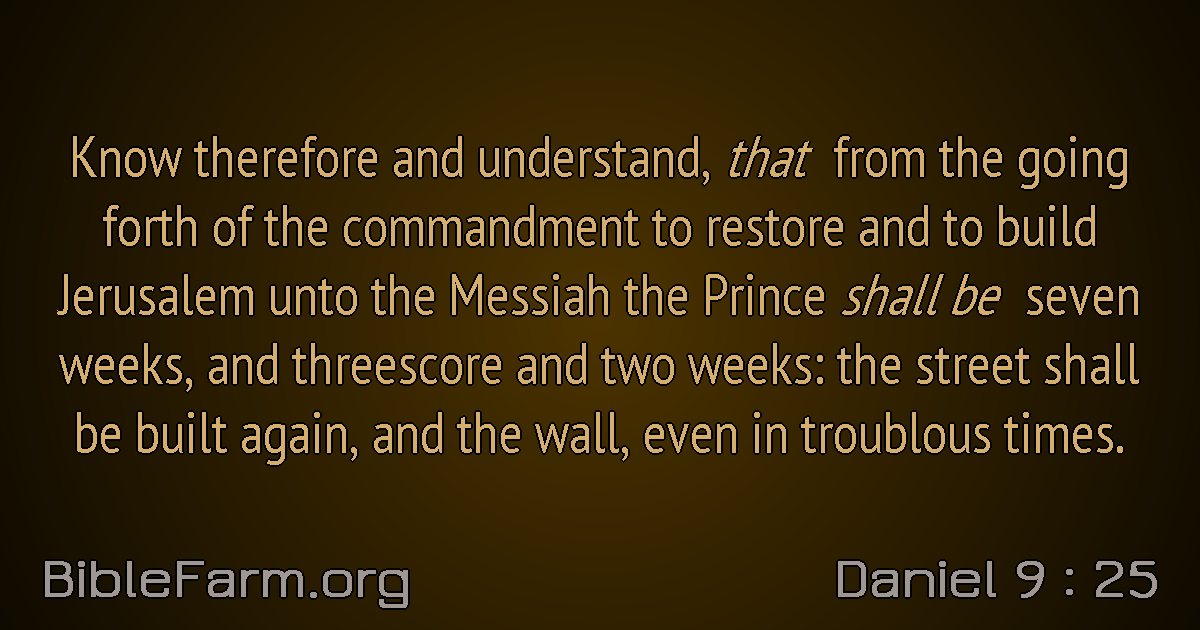 Know therefore and understand, that from the going
forth of the commandment to restore and to build
Jerusalem unto the Messiah the Prince shall be seven
weeks, and threescore and two weeks: the street shall
be built again, and the wall, even in troublous times.
BibleFarm.org
Daniel 9 : 25